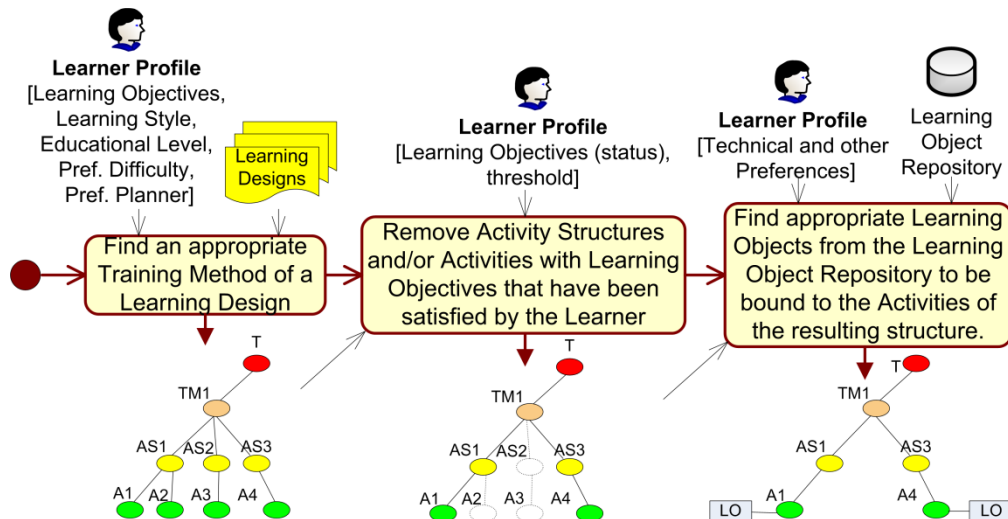 Learner Profile
[Learning Objectives,
Learning Style,
Educational Level,
Pref. Difficulty,
Pref. Planner]
Learning
Designs
Find an appropriate
Training Method of a
Learning Design
T
TM1
AS1
AS2
AS3
A1
A2
A3
A4
Learner Profile
[Learning Objectives (status),
threshold]
Remove Activity Structures
and/or Activities with Learning
Objectives that have been
satisfied by the Learner
T
TM1
AS1
AS2
AS3
A1
A2
A3
A4
Learner Profile
[Technical and other
Preferences]
Learning
Object
Repository
Find appropriate Learning
Objects from the Learning
Object Repository to be
bound to the Activities of
the resulting structure.
T
TM1
AS1
AS3
A1
A4
LO
LO